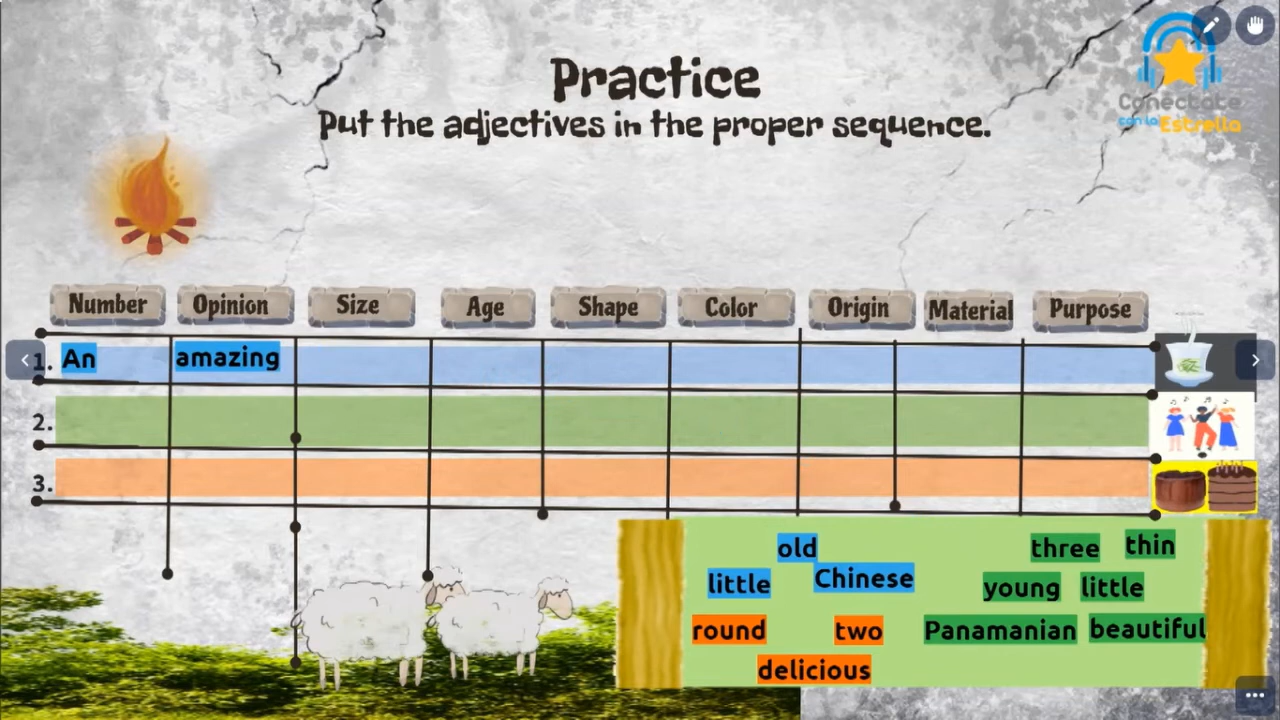 Practice
Put the adjectives in the proper sequence.
Conectate
con la Estrella
Number Opinion Size Age Shape Color Origin Material Purpose
1. An amazing
2.
3.
old three thin
little Chinese young little
round two Panamanian beautiful
delicious